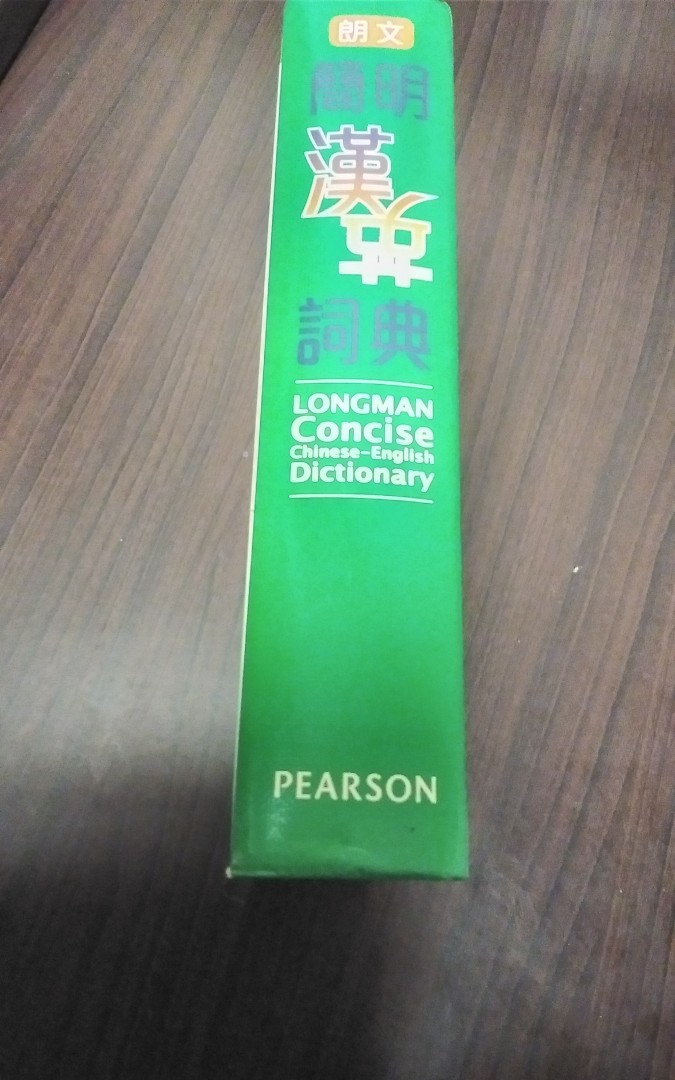 朗文
簡明
漢英
詞典
LONGMAN
Concise
Chinese-English
Dictionary
PEARSON